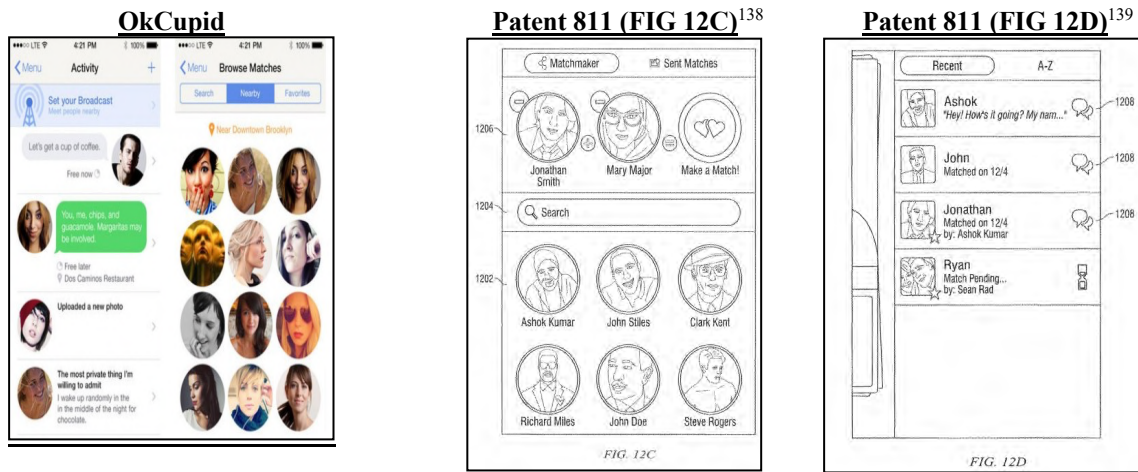 OkCupid
Patent 811 (FIG 12C)138
Patent 811 (FIG 12D)139
LTE 4:21 PM 100%
Menu Activity +
Set your Broadcast
Meet people nearby
Let's get a cup of coffee.
Free now
You, me, chips, and
guacamole. Margaritas may
be involved.
Free later
Dos Caminos Restaurant
Uploaded a new photo
The most private thing I'm
willing to admit
I wake up randomly in the
in the middle of the night for
chocolate.
LTE 4:21 PM 100%
Menu Browse Matches
Search Nearby Favorites
Near Downtown Brooklyn
Matchmaker Sent Matches
1206
Jonathan Mary Major Make a Match!
Smith
1204
Search
1202
Ashok Kumar John Stiles Clark Kent
Richard Miles John Doe Steve Rogers
FIG. 12C
Recent A-Z
Ashok 1208
"Hey! How's it going? My nam..."
John 1208
Matched on 12/4
Jonathan 1208
Matched on 12/4
by: Ashok Kumar
Ryan
Match Pending...
by: Sean Rad
FIG. 12D